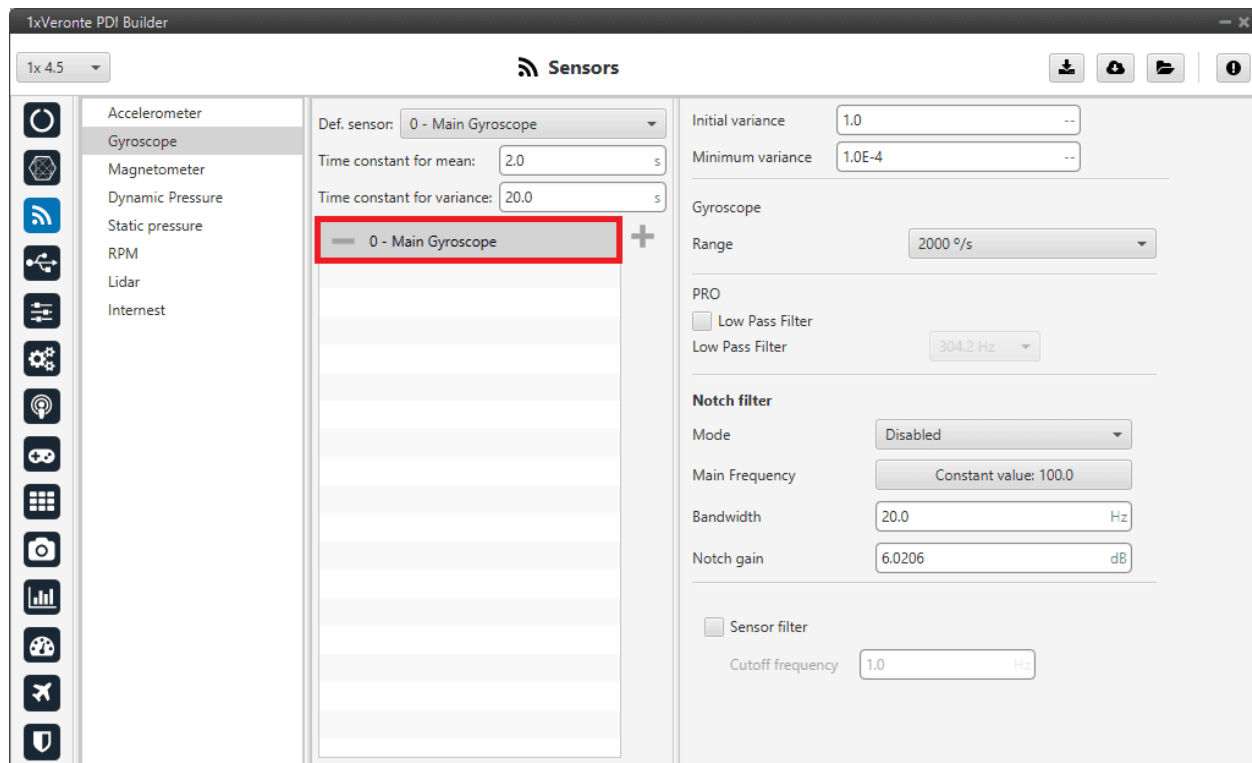 1xVeronte PDI Builder
1x 4.5
Sensors
Accelerometer
Gyroscope
Magnetometer
Dynamic Pressure
Static pressure
RPM
Lidar
Internest
Def. sensor: 0 - Main Gyroscope
Time constant for mean: 2.0 s
Time constant for variance: 20.0 s
0 - Main Gyroscope
Initial variance 1.0 --
Minimum variance 1.0E-4 --
Gyroscope
Range 2000 º/s
PRO
Low Pass Filter
Low Pass Filter 304.2 Hz
Notch filter
Mode Disabled
Main Frequency Constant value: 100.0
Bandwidth 20.0 Hz
Notch gain 6.0206 dB
Sensor filter
Cutoff frequency 1.0 Hz